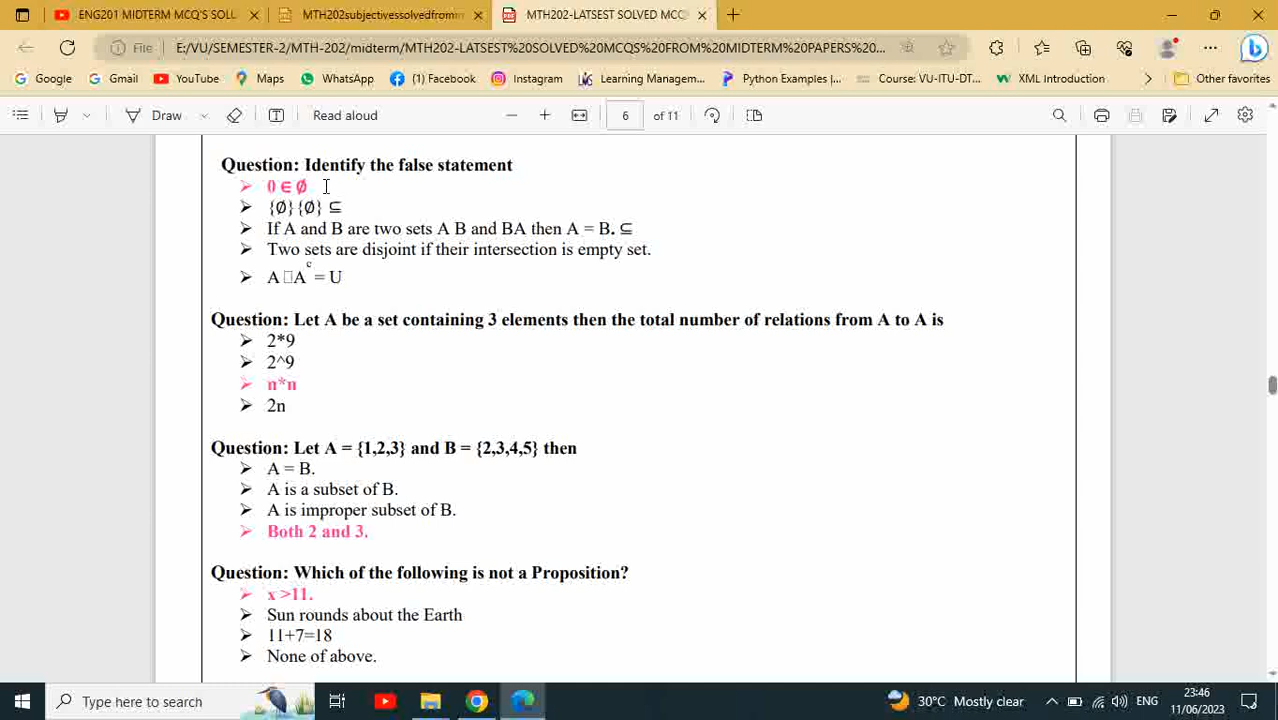 ENG201 MIDTERM MCQ'S SOLU
MTH202subjectivessolvedfrommi
MTH202-LATSEST SOLVED MCQ
File
E:/VU/SEMESTER-2/MTH-202/midterm/MTH202-LATSEST%20SOLVED%20MCQS%20FROM%20MIDTERM%20PAPERS%20...
Google
Gmail
YouTube
Maps
WhatsApp
(1) Facebook
Instagram
Learning Managem...
Python Examples |...
Course: VU-ITU-DT...
XML Introduction
Other favorites
Draw
Read aloud
6
of 11
Question: Identify the false statement
➢ 0 ∈ Ø
➢ {Ø}{Ø} ⊆
➢ If A and B are two sets A B and BA then A = B. ⊆
➢ Two sets are disjoint if their intersection is empty set.
➢ A □A^c = U
Question: Let A be a set containing 3 elements then the total number of relations from A to A is
➢ 2*9
➢ 2^9
➢ n*n
➢ 2n
Question: Let A = {1,2,3} and B = {2,3,4,5} then
➢ A = B.
➢ A is a subset of B.
➢ A is improper subset of B.
➢ Both 2 and 3.
Question: Which of the following is not a Proposition?
➢ x >11.
➢ Sun rounds about the Earth
➢ 11+7=18
➢ None of above.
Type here to search
30°C Mostly clear
ENG
23:46
11/06/2023